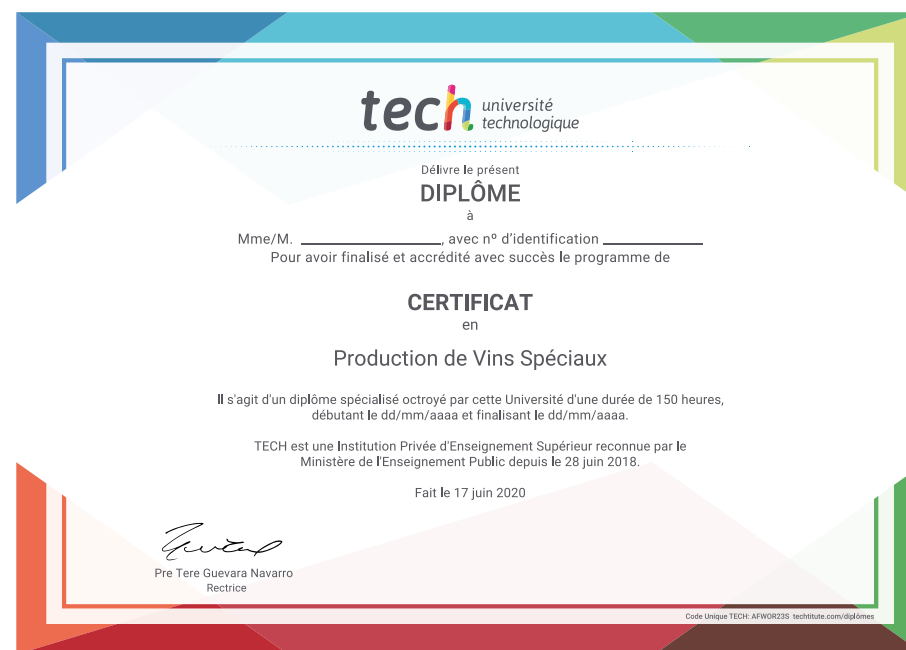 tech université
technologique
Délivre le présent
DIPLÔME
à
Mme/M. ____________________, avec nº d'identification ______________
Pour avoir finalisé et accrédité avec succès le programme de
CERTIFICAT
en
Production de Vins Spéciaux
Il s'agit d'un diplôme spécialisé octroyé par cette Université d'une durée de 150 heures,
débutant le dd/mm/aaaa et finalisant le dd/mm/aaaa.
TECH est une Institution Privée d'Enseignement Supérieur reconnue par le
Ministère de l'Enseignement Public depuis le 28 juin 2018.
Fait le 17 juin 2020
Pre Tere Guevara Navarro
Rectrice
Code Unique TECH: AFWOR23S techtitute.com/diplômes